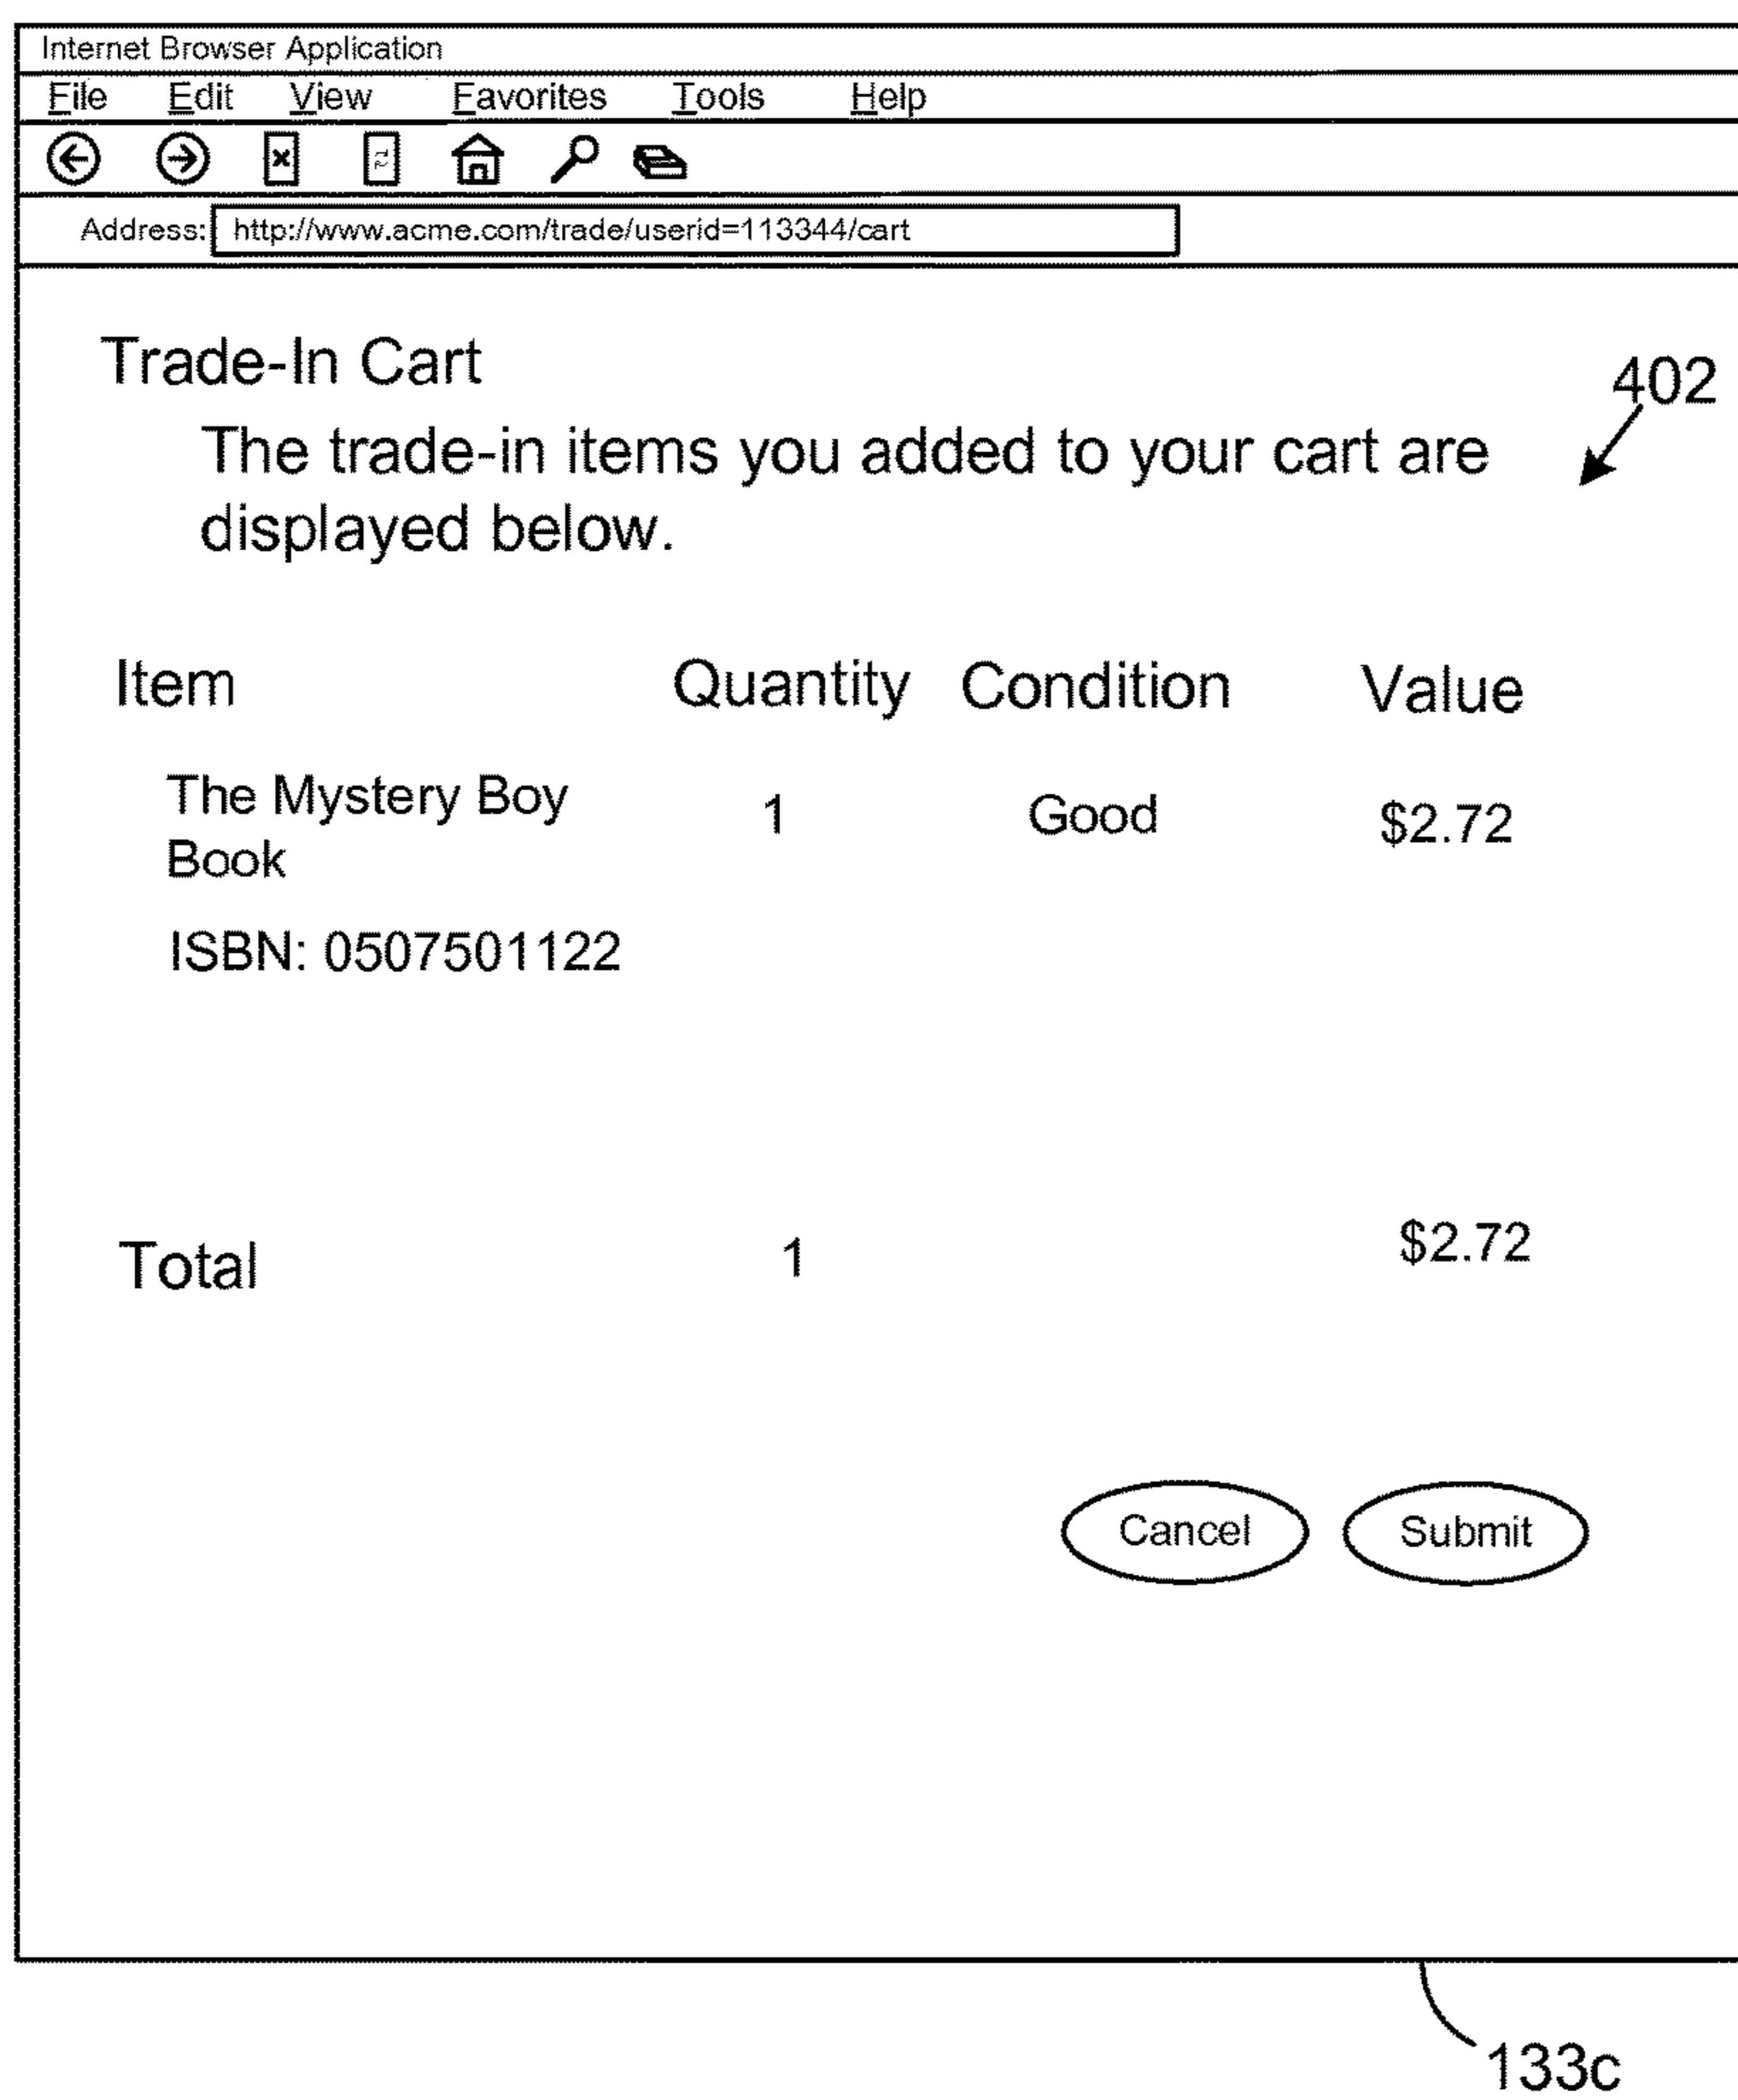 Internet Browser Application
File Edit View Favorites Tools Help
Address: http://www.acme.com/trade/userid=113344/cart
Trade-In Cart
402
The trade-in items you added to your cart are
displayed below.
Item Quantity Condition Value
The Mystery Boy 1 Good $2.72
Book
ISBN: 0507501122
Total 1 $2.72
Cancel Submit
133c